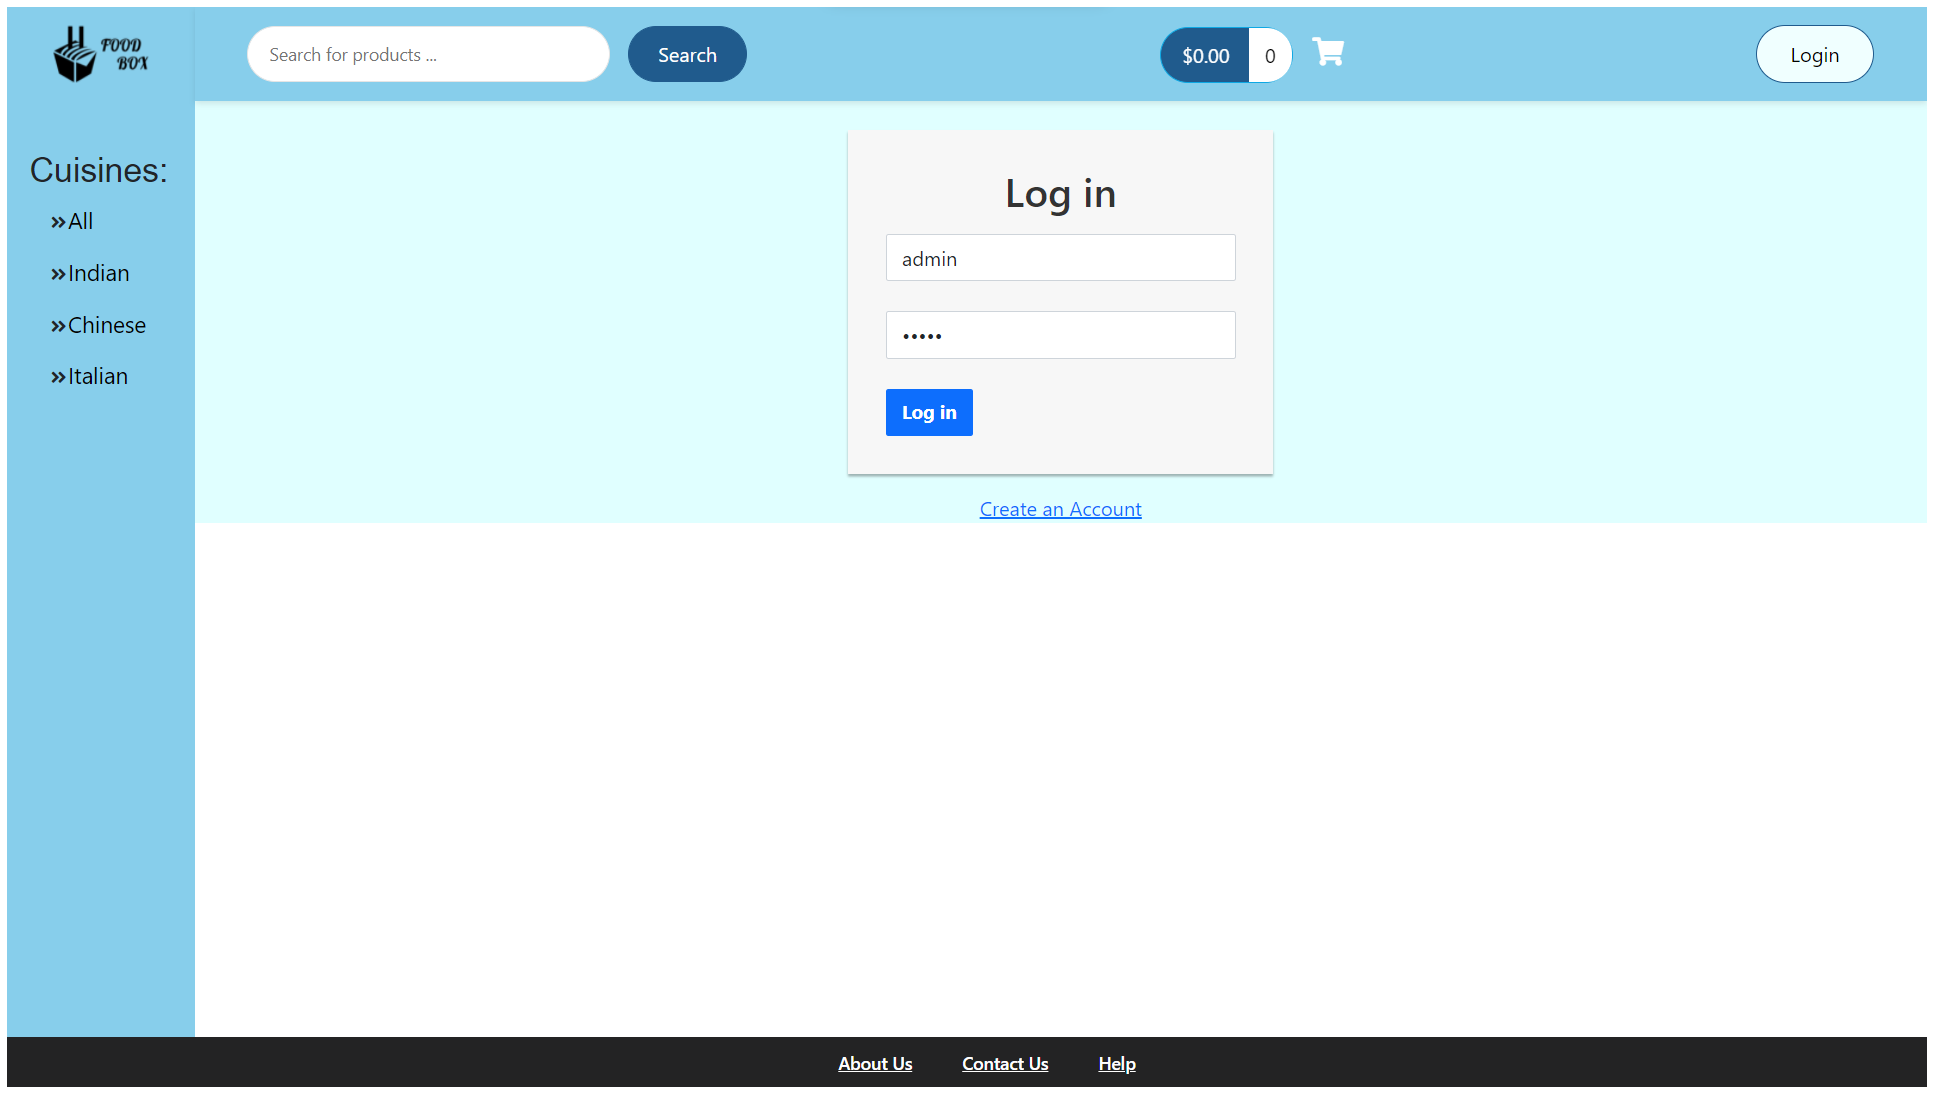 FOOD
BOX
Search for products ...
Search
$0.00
0
Login
Cuisines:
»All
»Indian
»Chinese
»Italian
Log in
admin
•••••
Log in
Create an Account
About Us
Contact Us
Help